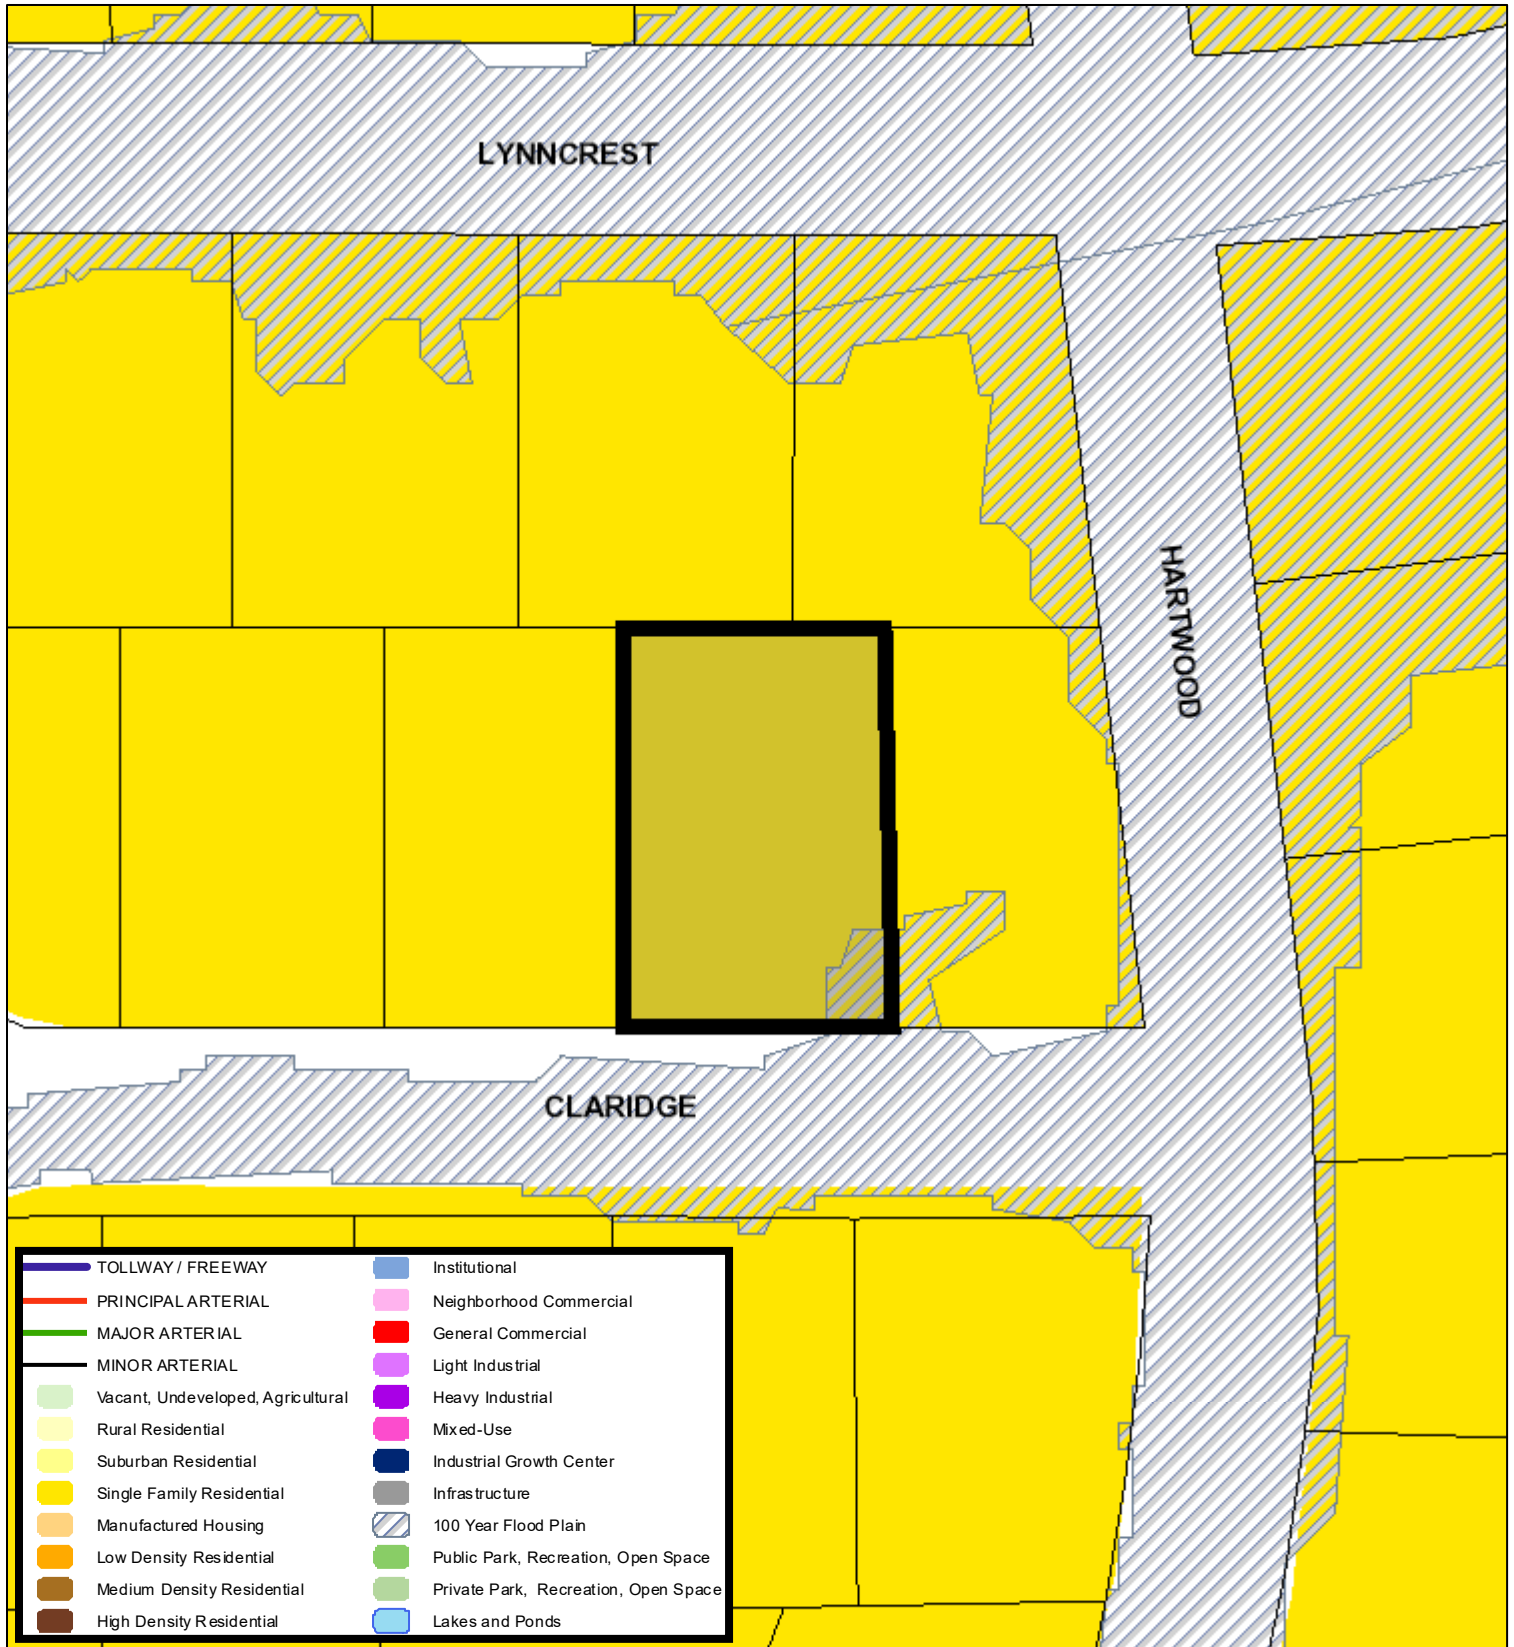 LYNNCREST
HARTWOOD
CLARIDGE
TOLLWAY / FREEWAY
PRINCIPAL ARTERIAL
MAJOR ARTERIAL
MINOR ARTERIAL
Vacant, Undeveloped, Agricultural
Rural Residential
Suburban Residential
Single Family Residential
Manufactured Housing
Low Density Residential
Medium Density Residential
High Density Residential
Institutional
Neighborhood Commercial
General Commercial
Light Industrial
Heavy Industrial
Mixed-Use
Industrial Growth Center
Infrastructure
100 Year Flood Plain
Public Park, Recreation, Open Space
Private Park, Recreation, Open Space
Lakes and Ponds